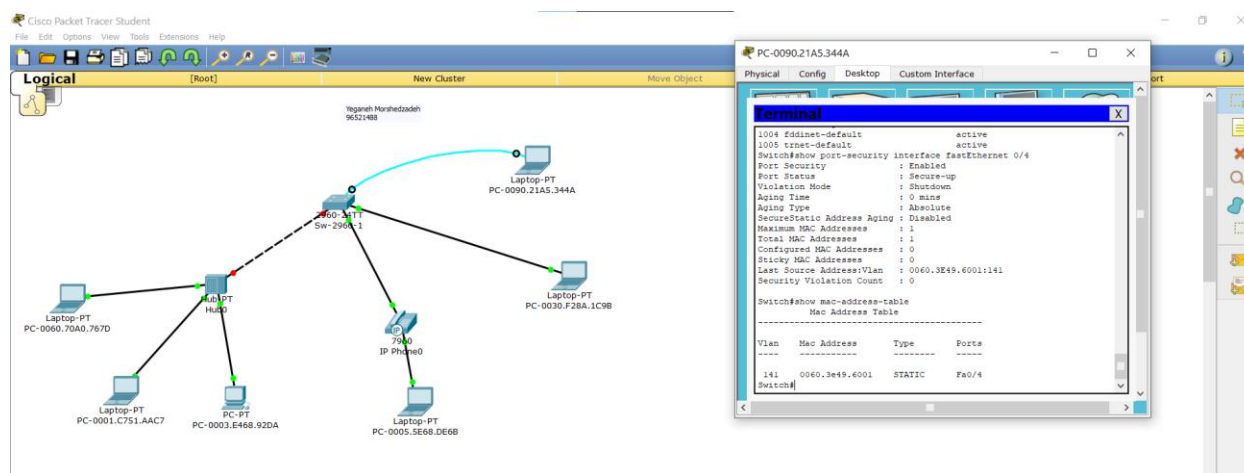 Cisco Packet Tracer Student
File Edit Options View Tools Extensions Help
Logical [Root] New Cluster Move Object
ort
Yeganeh Morshedzadeh
96521488
Laptop-PT
PC-0090.21A5.344A
2960-24TT
Sw-2960-1
Hub-PT
Hub0
Laptop-PT
PC-0060.70A0.767D
Laptop-PT
PC-0030.F28A.1C9B
7960
IP Phone0
IP
Laptop-PT
PC-0001.C751.AAC7
PC-PT
PC-0003.E468.92DA
Laptop-PT
PC-0005.5E68.DE6B
PC-0090.21A5.344A
Physical Config Desktop Custom Interface
Terminal X
1004 fddinet-default active
1005 trnet-default active
Switch#show port-security interface fastEthernet 0/4
Port Security : Enabled
Port Status : Secure-up
Violation Mode : Shutdown
Aging Time : 0 mins
Aging Type : Absolute
SecureStatic Address Aging : Disabled
Maximum MAC Addresses : 1
Total MAC Addresses : 1
Configured MAC Addresses : 0
Sticky MAC Addresses : 0
Last Source Address:Vlan : 0060.3E49.6001:141
Security Violation Count : 0
Switch#show mac-address-table
Mac Address Table
-------------------------------------------
Vlan Mac Address Type Ports
---- ----------- -------- -----
141 0060.3e49.6001 STATIC Fa0/4
Switch#